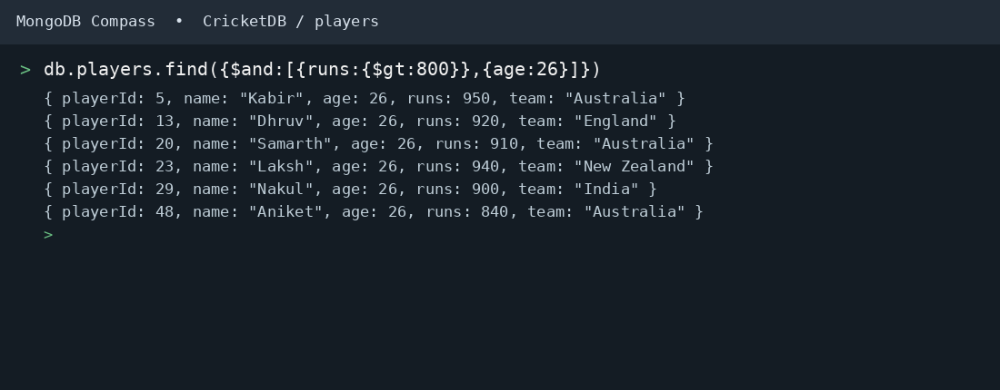 MongoDB Compass • CricketDB / players
> db.players.find({$and:[{runs:{$gt:800}},{age:26}]})
{ playerId: 5, name: "Kabir", age: 26, runs: 950, team: "Australia" }
{ playerId: 13, name: "Dhruv", age: 26, runs: 920, team: "England" }
{ playerId: 20, name: "Samarth", age: 26, runs: 910, team: "Australia" }
{ playerId: 23, name: "Laksh", age: 26, runs: 940, team: "New Zealand" }
{ playerId: 29, name: "Nakul", age: 26, runs: 900, team: "India" }
{ playerId: 48, name: "Aniket", age: 26, runs: 840, team: "Australia" }
>